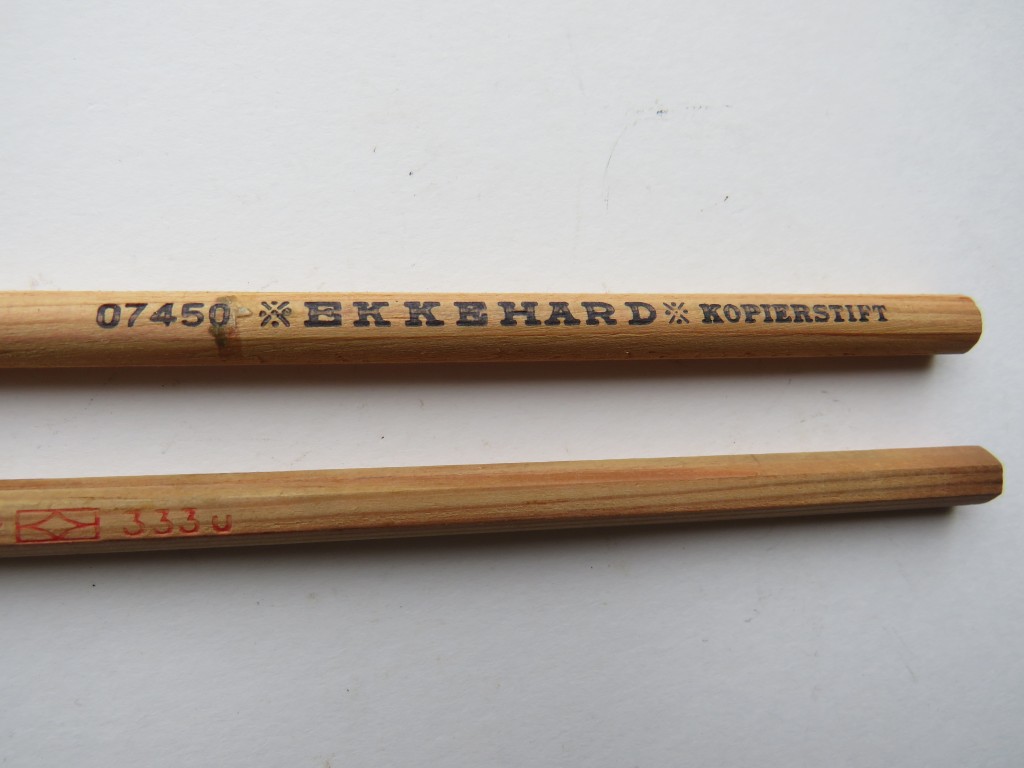 07450 ※ EKKEHARD ※ KOPIERSTIFT
333u